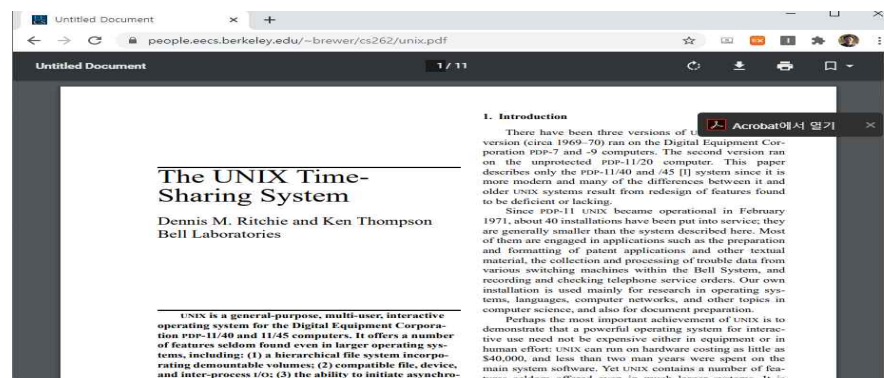 Untitled Document
people.eecs.berkeley.edu/~brewer/cs262/unix.pdf
Untitled Document
1 / 11
Acrobat에서 열기
The UNIX Time-
Sharing System
Dennis M. Ritchie and Ken Thompson
Bell Laboratories
UNIX is a general-purpose, multi-user, interactive
operating system for the Digital Equipment Corpora-
tion PDP-11/40 and 11/45 computers. It offers a number
of features seldom found even in larger operating sys-
tems, including: (1) a hierarchical file system incorpo-
rating demountable volumes; (2) compatible file, device,
and inter-process I/O; (3) the ability to initiate asynchro-
1. Introduction
There have been three versions of
version (circa 1969–70) ran on the Digital Equipment Cor-
poration PDP-7 and -9 computers. The second version ran
on the unprotected PDP-11/20 computer. This paper
describes only the PDP-11/40 and /45 [l] system since it is
more modern and many of the differences between it and
older UNIX systems result from redesign of features found
to be deficient or lacking.
Since PDP-11 UNIX became operational in February
1971, about 40 installations have been put into service; they
are generally smaller than the system described here. Most
of them are engaged in applications such as the preparation
and formatting of patent applications and other textual
material, the collection and processing of trouble data from
various switching machines within the Bell System, and
recording and checking telephone service orders. Our own
installation is used mainly for research in operating sys-
tems, languages, computer networks, and other topics in
computer science, and also for document preparation.
Perhaps the most important achievement of UNIX is to
demonstrate that a powerful operating system for interac-
tive use need not be expensive either in equipment or in
human effort: UNIX can run on hardware costing as little as
$40,000, and less than two man years were spent on the
main system software. Yet UNIX contains a number of fea-